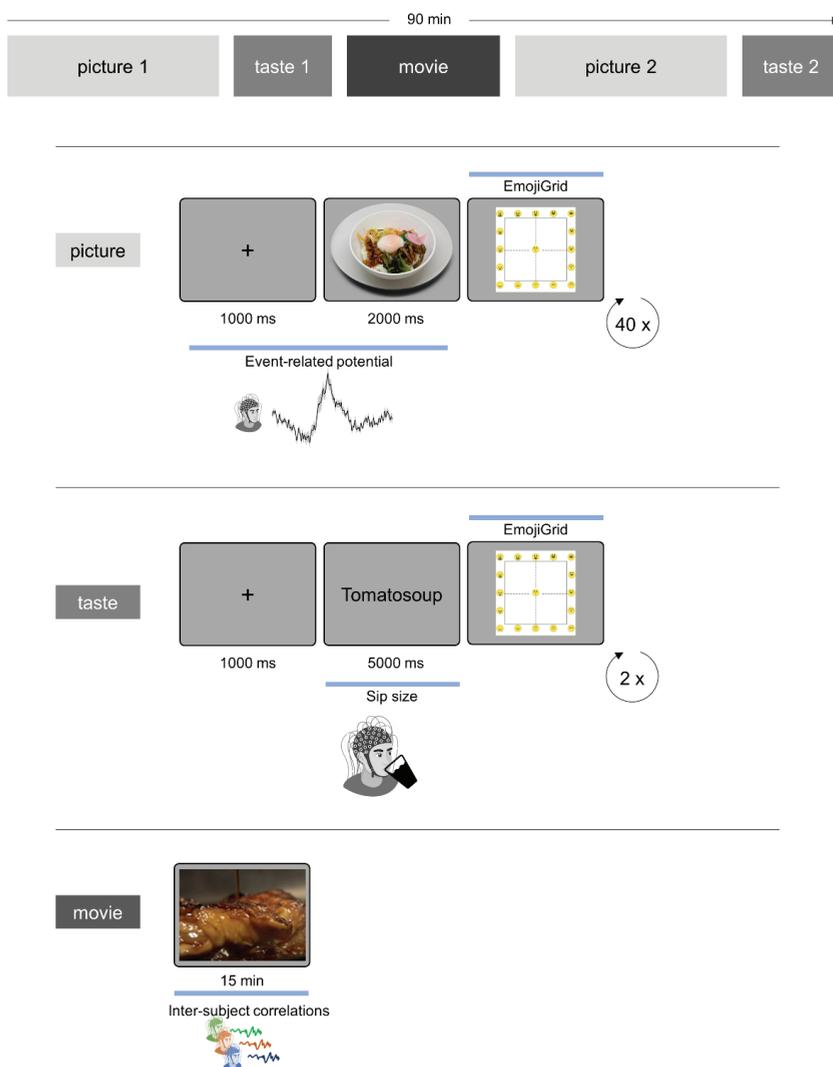 90 min
picture 1 taste 1 movie picture 2 taste 2
EmojiGrid
picture
+
1000 ms 2000 ms
40 x
Event-related potential
EmojiGrid
taste
+
Tomatosoup
1000 ms 5000 ms
2 x
Sip size
movie
15 min
Inter-subject correlations